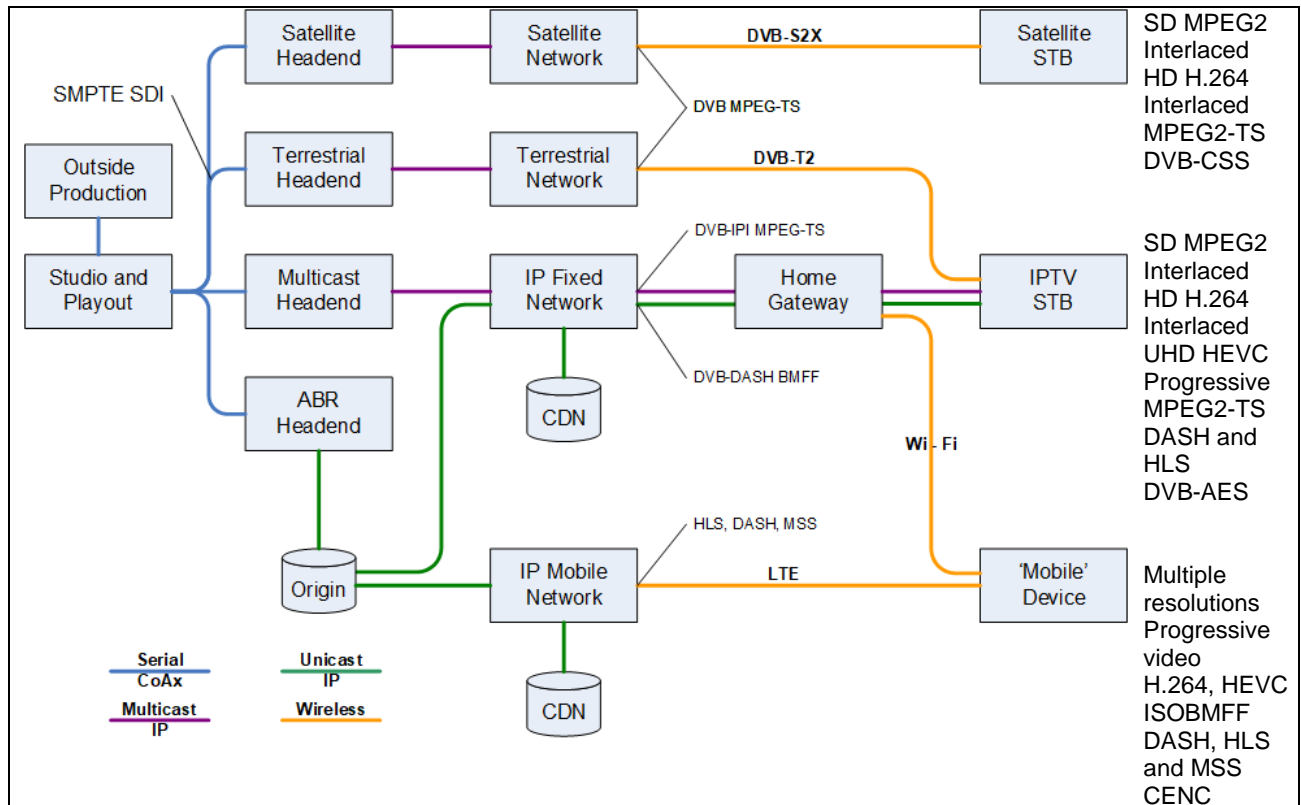 Satellite
Headend
Satellite
Network
DVB-S2X
Satellite
STB
SD MPEG2
Interlaced
HD H.264
Interlaced
MPEG2-TS
DVB-CSS
SMPTE SDI
DVB MPEG-TS
Outside
Production
Terrestrial
Headend
Terrestrial
Network
DVB-T2
Studio and
Playout
Multicast
Headend
IP Fixed
Network
DVB-IPI MPEG-TS
Home
Gateway
IPTV
STB
SD MPEG2
Interlaced
HD H.264
Interlaced
UHD HEVC
Progressive
MPEG2-TS
DASH and
HLS
DVB-AES
DVB-DASH BMFF
ABR
Headend
CDN
Wi - Fi
Origin
IP Mobile
Network
HLS, DASH, MSS
LTE
‘Mobile’
Device
Multiple
resolutions
Progressive
video
H.264, HEVC
ISOBMFF
DASH, HLS
and MSS
CENC
CDN
Serial
CoAx
Unicast
IP
Multicast
IP
Wireless